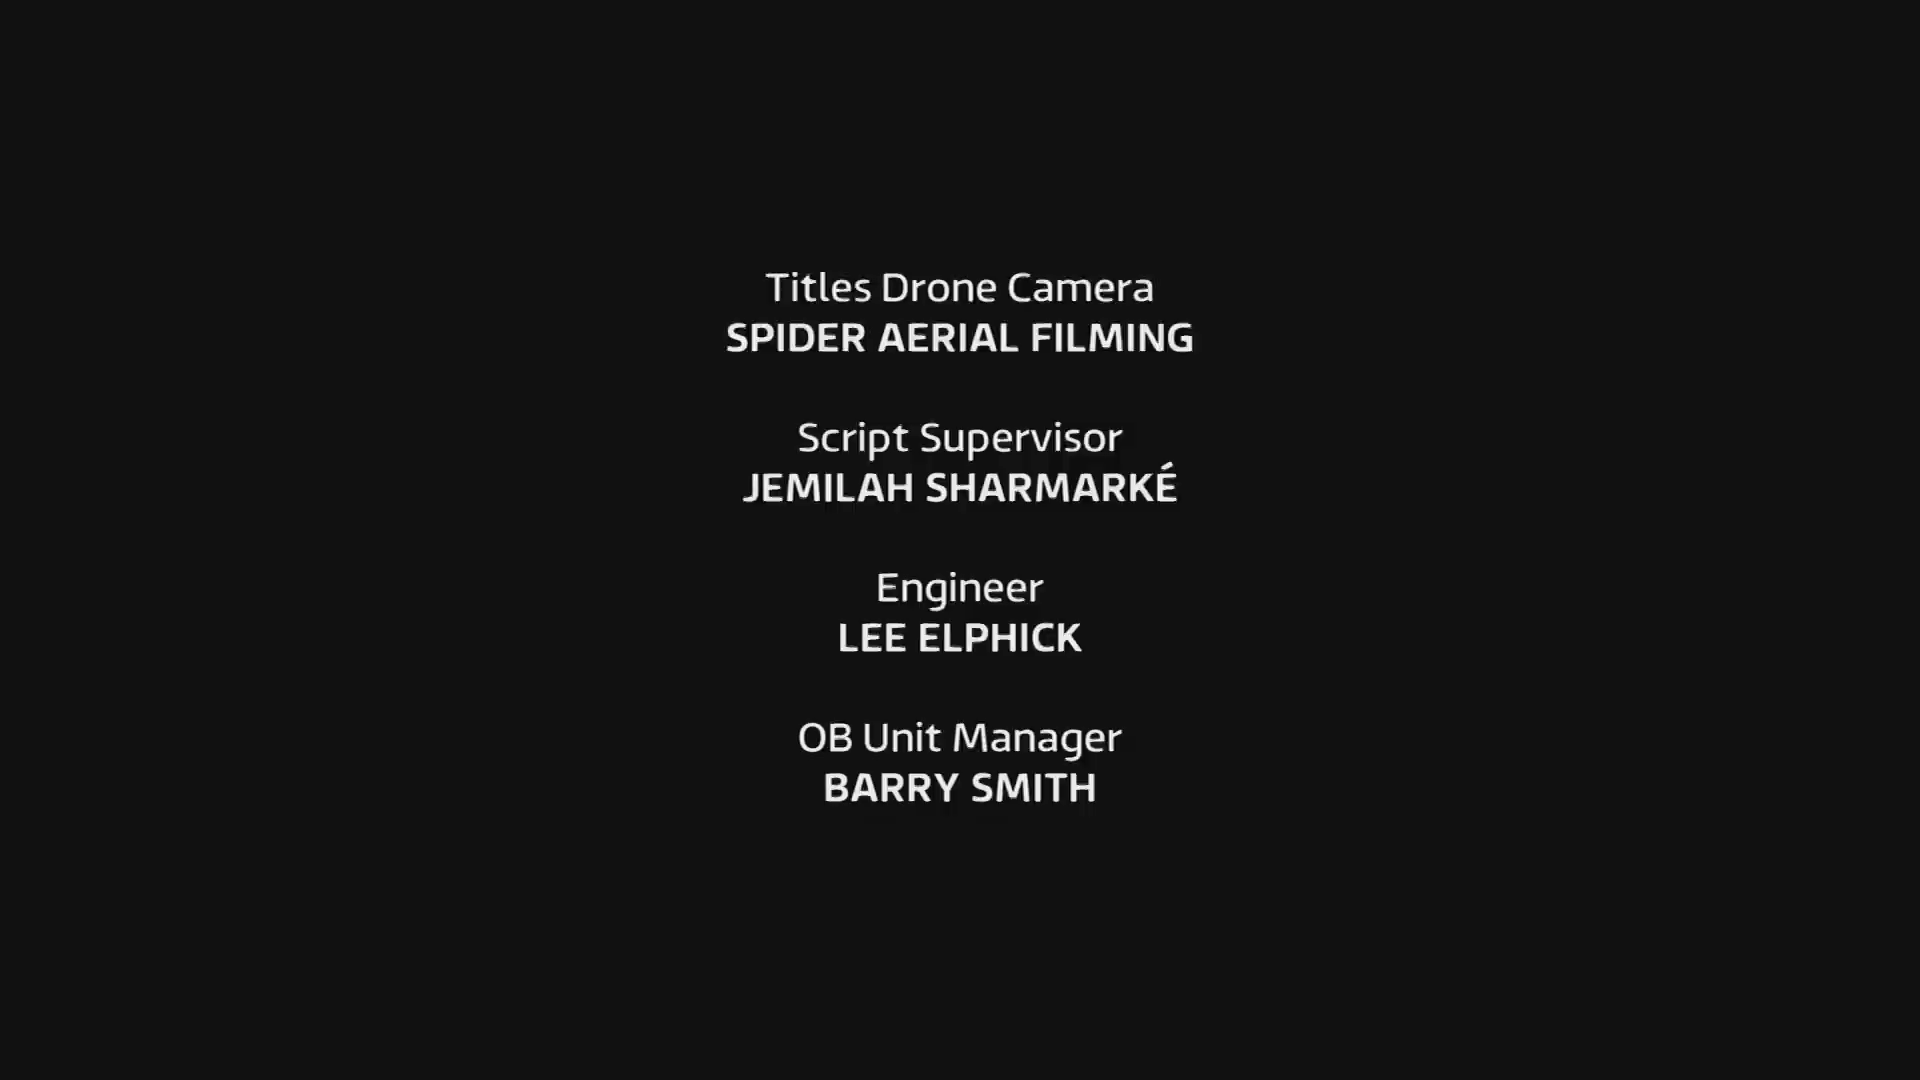 Titles Drone Camera
SPIDER AERIAL FILMING
Script Supervisor
JEMILAH SHARMARKÉ
Engineer
LEE ELPHICK
OB Unit Manager
BARRY SMITH